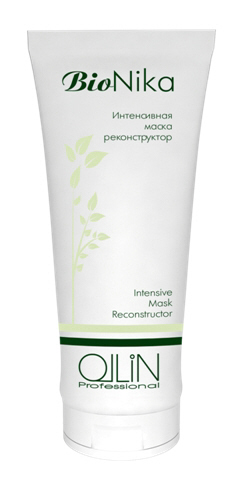 BioNika
Интенсивная
маска
реконструктор
Intensive
Mask
Reconstructor
OLLiN
Professional